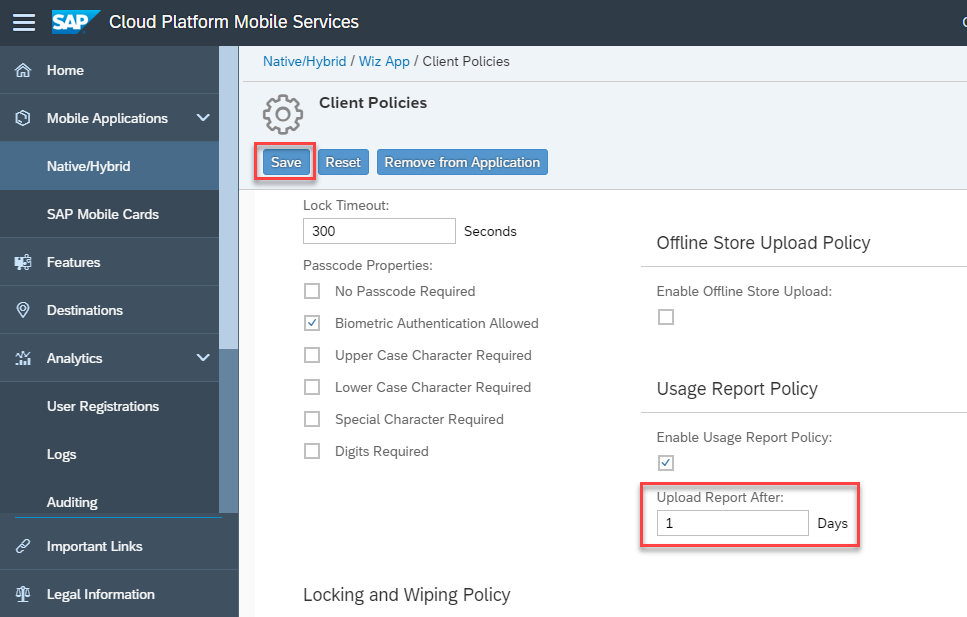 SAP Cloud Platform Mobile Services
Home
Mobile Applications
Native/Hybrid
SAP Mobile Cards
Features
Destinations
Analytics
User Registrations
Logs
Auditing
Important Links
Legal Information
Native/Hybrid / Wiz App / Client Policies
Client Policies
Save Reset Remove from Application
Lock Timeout:
300 Seconds
Passcode Properties:
No Passcode Required
Biometric Authentication Allowed
Upper Case Character Required
Lower Case Character Required
Special Character Required
Digits Required
Offline Store Upload Policy
Enable Offline Store Upload:
Usage Report Policy
Enable Usage Report Policy:
Upload Report After:
1 Days
Locking and Wiping Policy